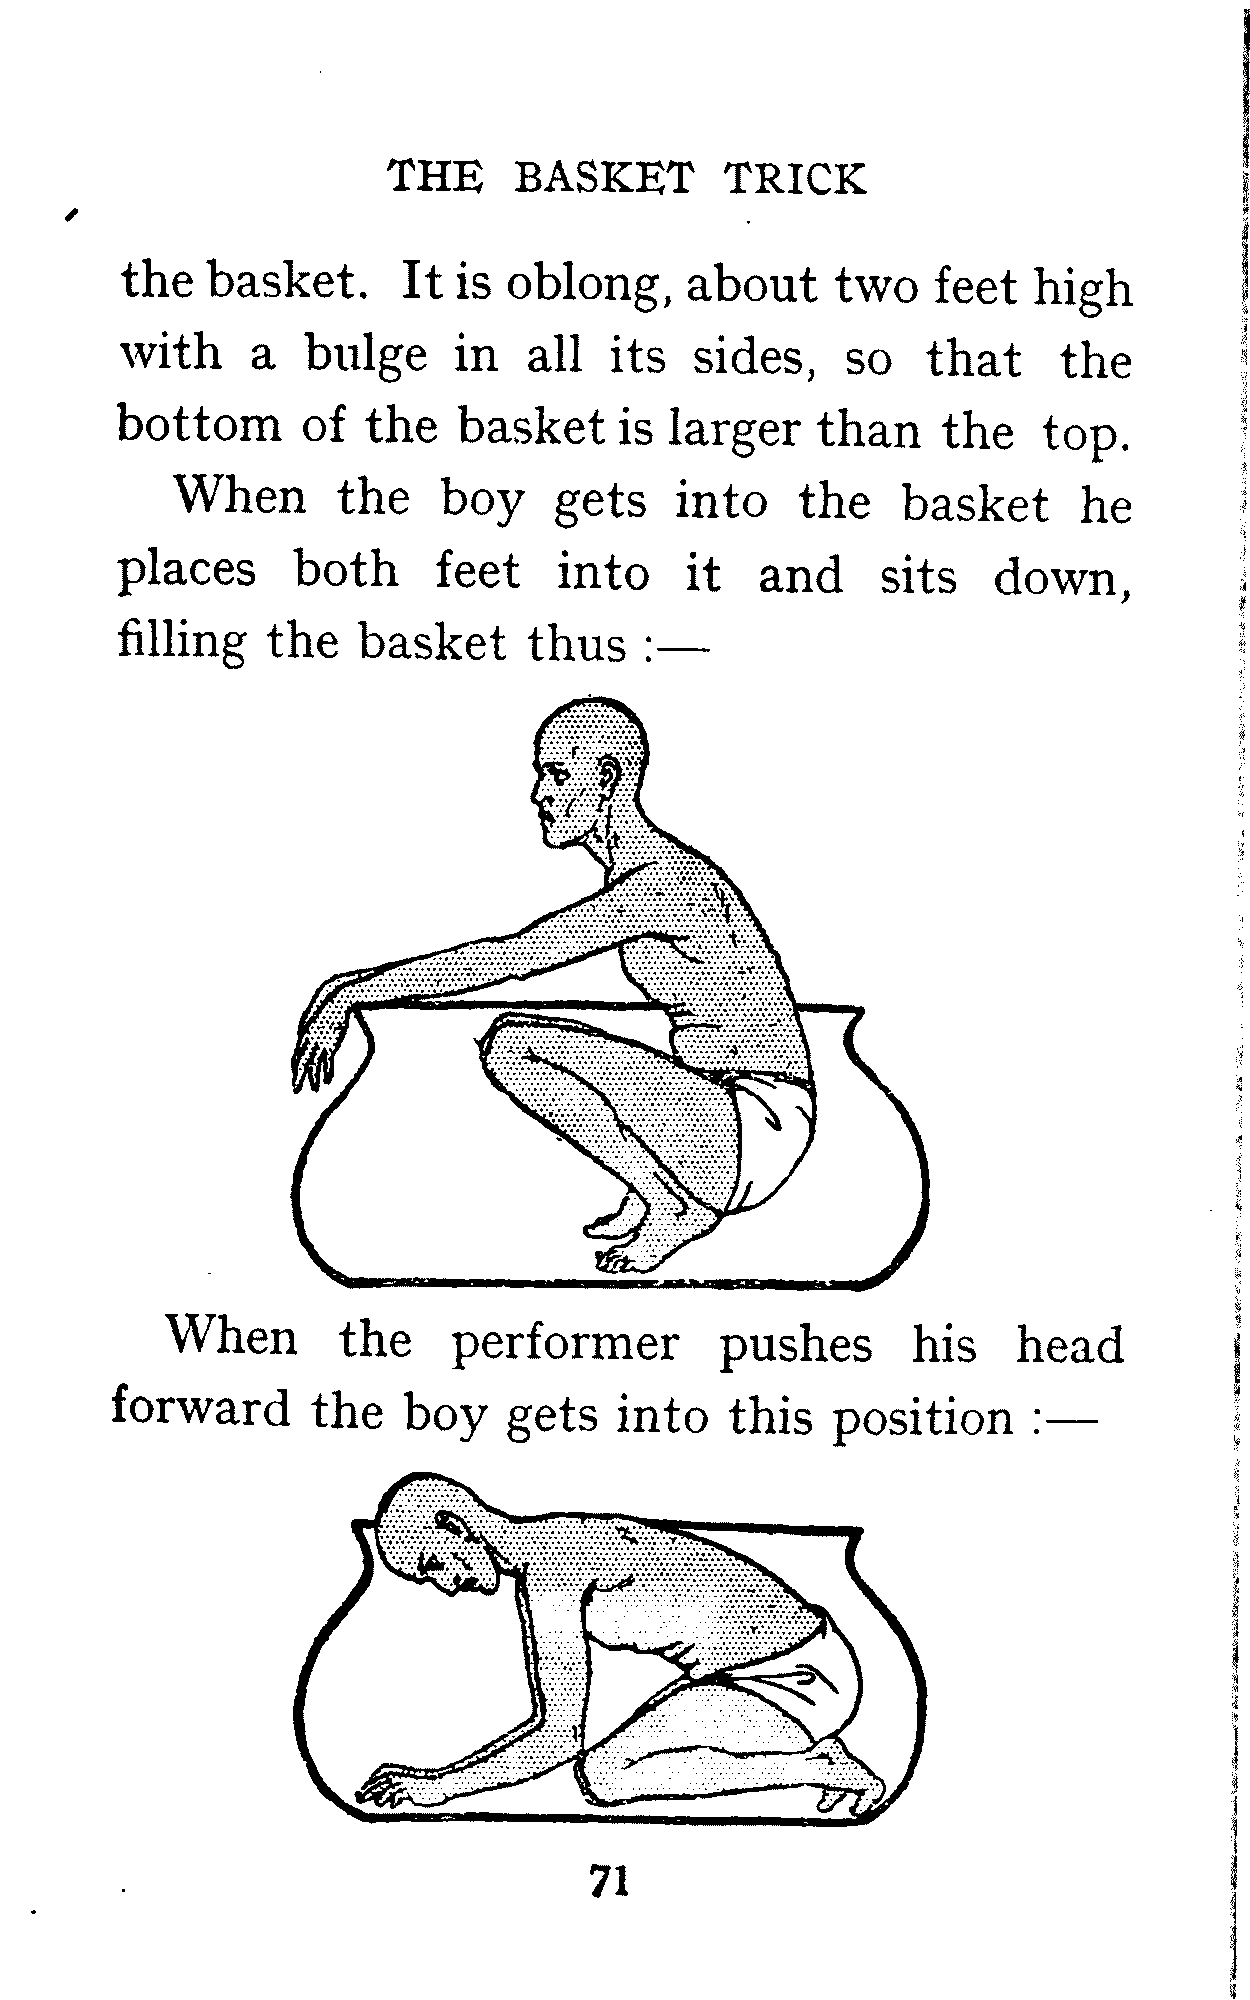 THE BASKET TRICK
the basket. It is oblong, about two feet high
with a bulge in all its sides, so that the
bottom of the basket is larger than the top.
When the boy gets into the basket he
places both feet into it and sits down,
filling the basket thus :—
When the performer pushes his head
forward the boy gets into this position :—
71